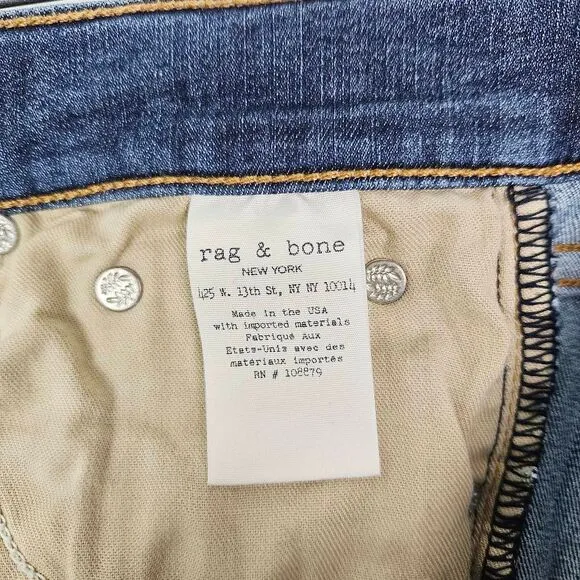 rag & bone
NEW YORK
425 W. 13th St, NY NY 10014
Made in the USA
with imported materials
Fabriqué Aux
Etats-Unis avec des
matériaux importés
RN # 108879